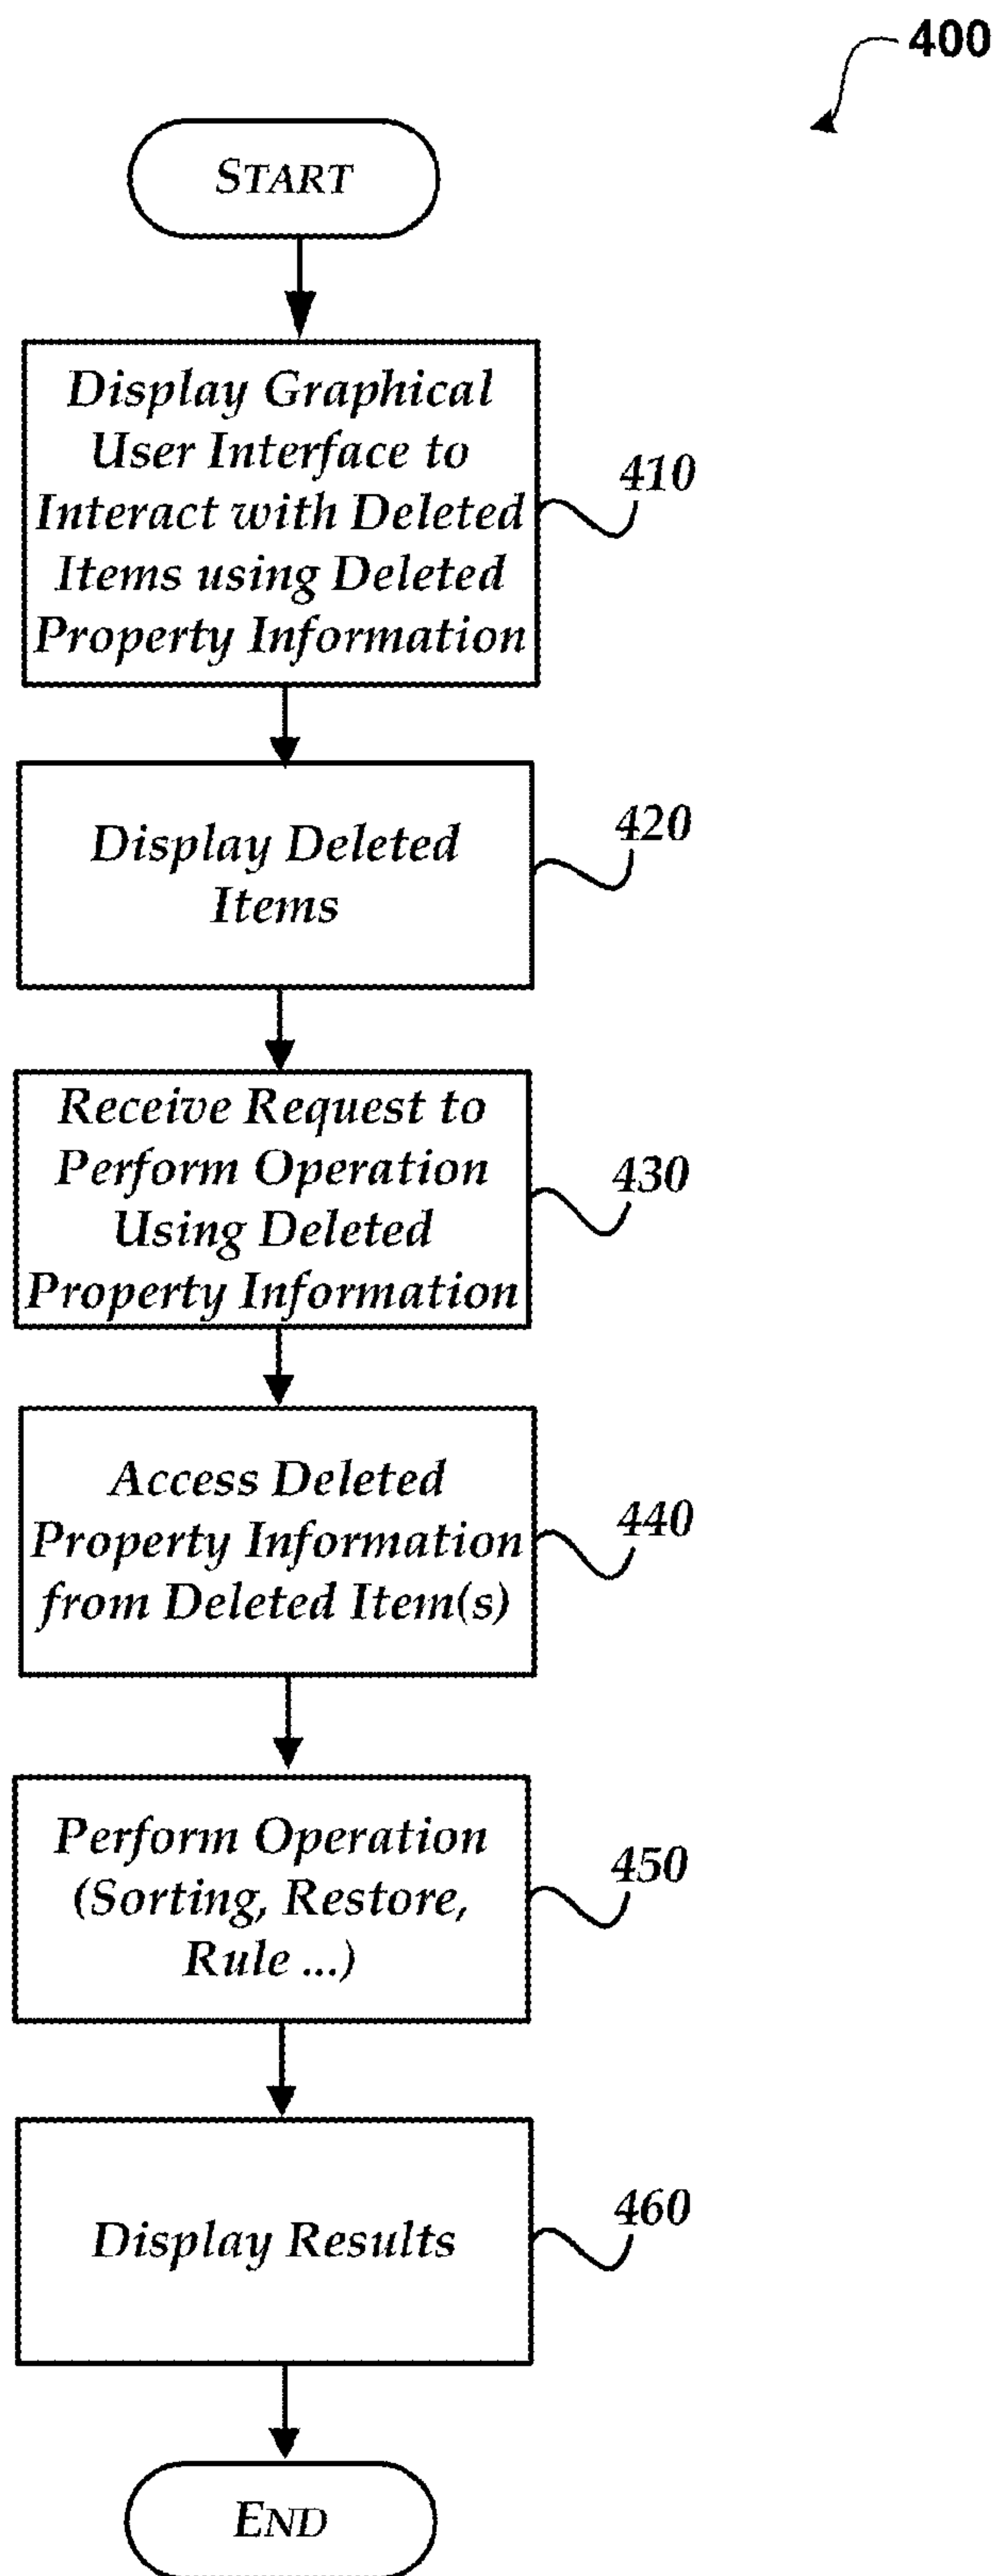 400
START
Display Graphical
User Interface to
Interact with Deleted
Items using Deleted
Property Information
410
Display Deleted
Items
420
Receive Request to
Perform Operation
Using Deleted
Property Information
430
Access Deleted
Property Information
from Deleted Item(s)
440
Perform Operation
(Sorting, Restore,
Rule ...)
450
Display Results
460
END